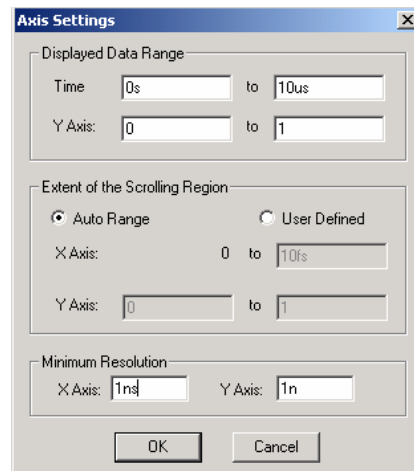 Axis Settings
Displayed Data Range
Time 0s to 10us
Y Axis: 0 to 1
Extent of the Scrolling Region
Auto Range User Defined
X Axis: 0 to 10fs
Y Axis: 0 to 1
Minimum Resolution
X Axis: 1ns Y Axis: 1n
OK Cancel